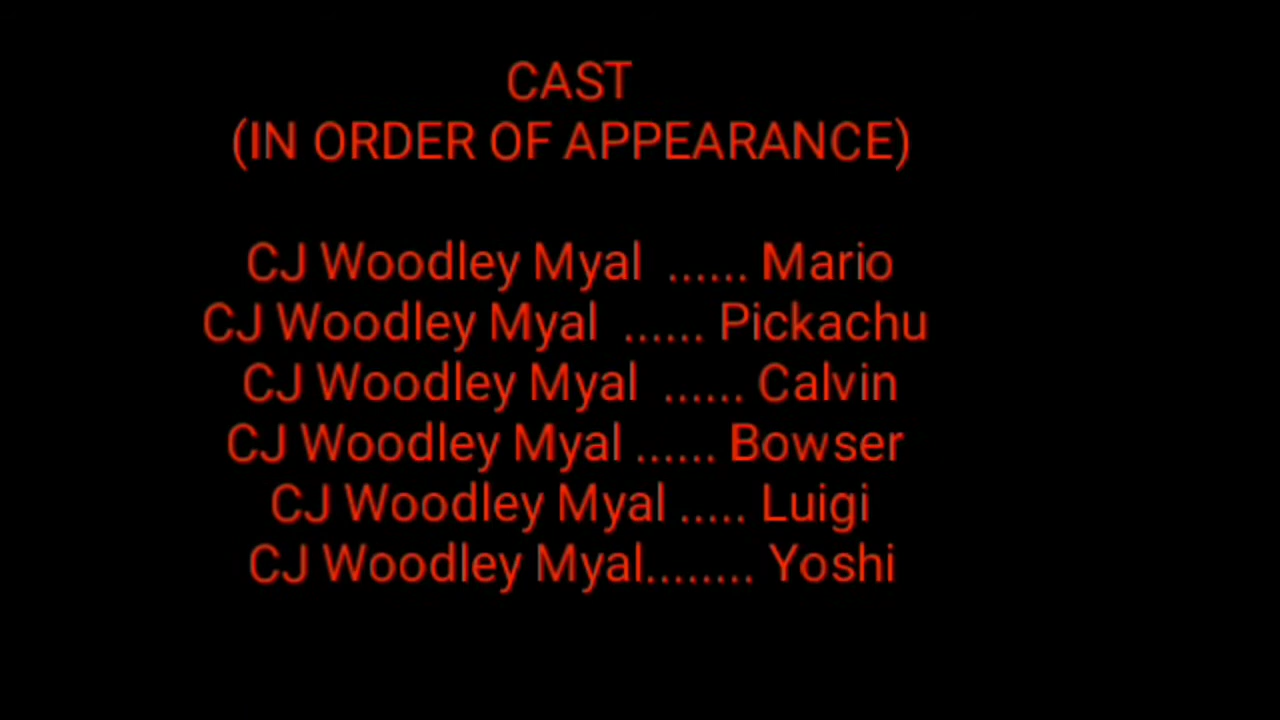 CAST
(IN ORDER OF APPEARANCE)
CJ Woodley Myal ...... Mario
CJ Woodley Myal ...... Pickachu
CJ Woodley Myal ...... Calvin
CJ Woodley Myal ...... Bowser
CJ Woodley Myal ..... Luigi
CJ Woodley Myal........ Yoshi